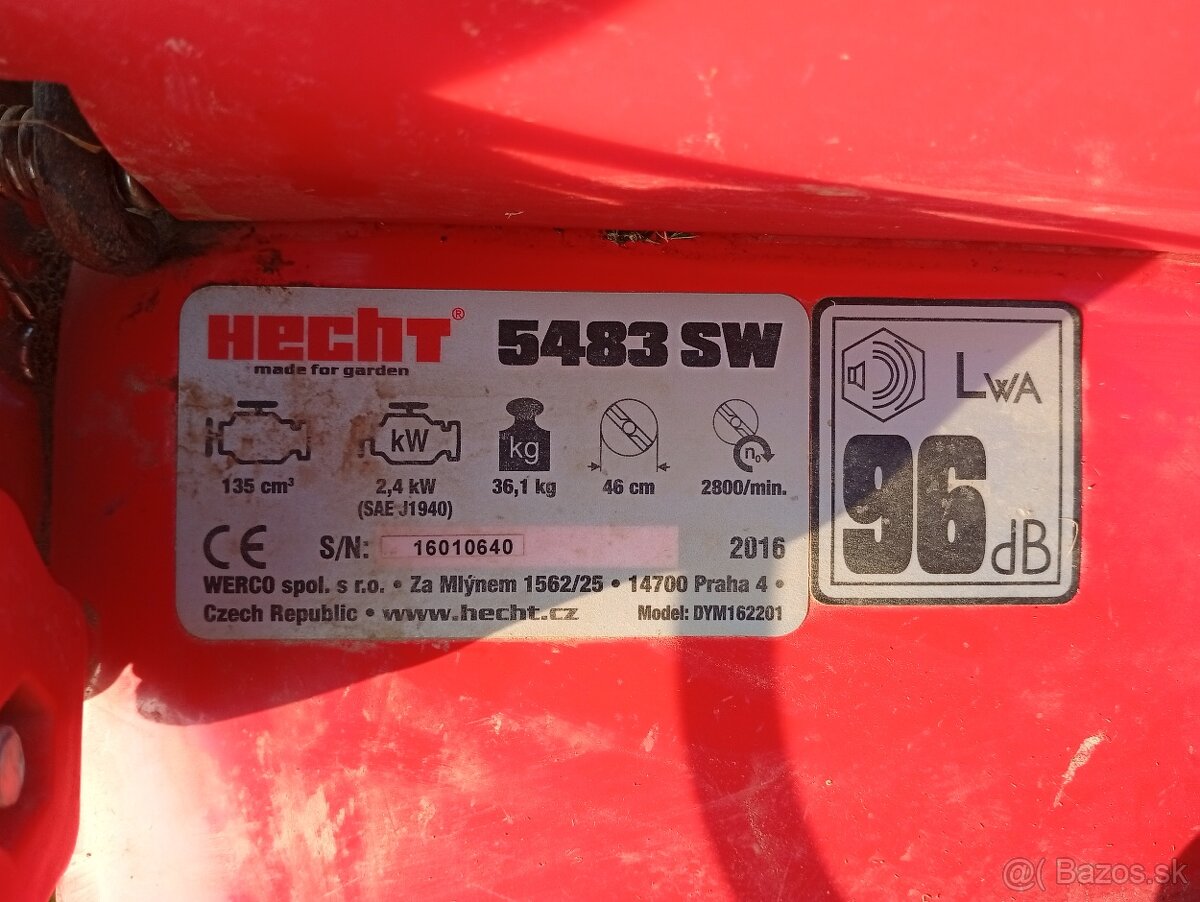 HECHT® 5483 SW
made for garden
kW
kg
n₀
135 cm³ 2,4 kW 36,1 kg 46 cm 2800/min.
(SAE J1940)
CE S/N: 16010640 2016
WERCO spol. s r.o. • Za Mlýnem 1562/25 • 14700 Praha 4 •
Czech Republic • www.hecht.cz Model: DYM162201
LWA
96 dB
@( Bazos.sk